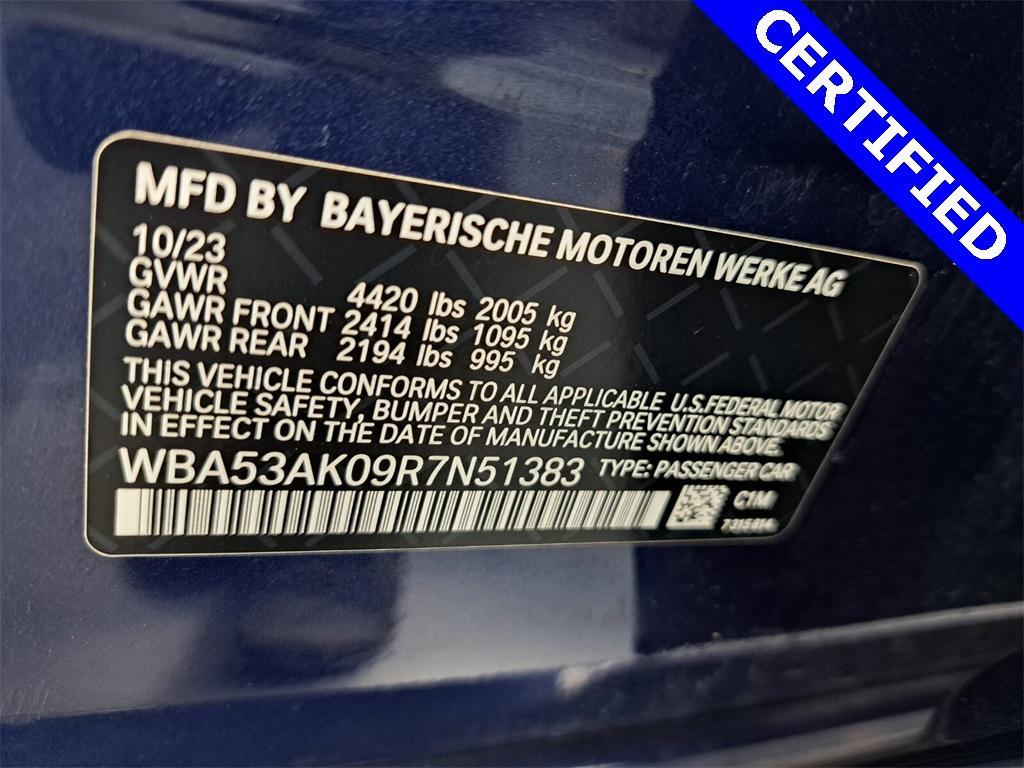 CERTIFIED
MFD BY BAYERISCHE MOTOREN WERKE AG
10/23
GVWR 4420 lbs 2005 kg
GAWR FRONT 2414 lbs 1095 kg
GAWR REAR 2194 lbs 995 kg
THIS VEHICLE CONFORMS TO ALL APPLICABLE U.S.FEDERAL MOTOR
VEHICLE SAFETY, BUMPER AND THEFT PREVENTION STANDARDS
IN EFFECT ON THE DATE OF MANUFACTURE SHOWN ABOVE.
WBA53AK09R7N51383 TYPE: PASSENGER CAR
C1M
7315814